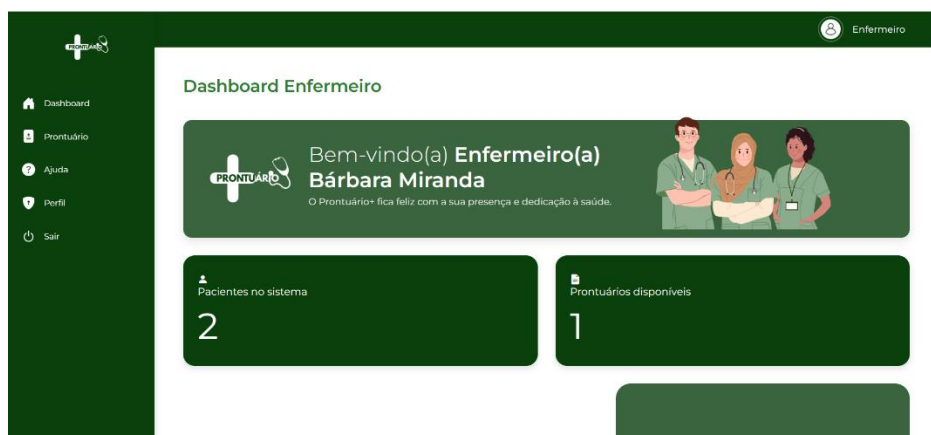 PRONTUÁRIO
Enfermeiro
Dashboard
Prontuário
Ajuda
Perfil
Sair
Dashboard Enfermeiro
PRONTUÁRIO
Bem-vindo(a) Enfermeiro(a)
Bárbara Miranda
O Prontuário+ fica feliz com a sua presença e dedicação à saúde.
Pacientes no sistema
2
Prontuários disponíveis
1